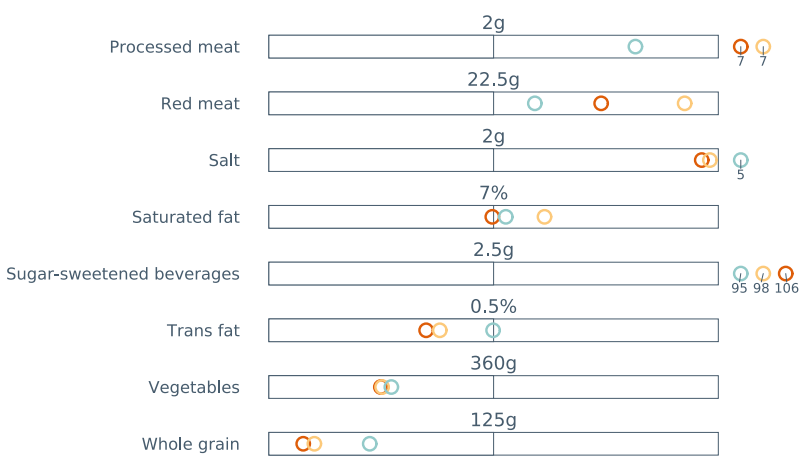 2g
Processed meat
7 7
22.5g
Red meat
2g
Salt
5
7%
Saturated fat
2.5g
Sugar-sweetened beverages
95 98 106
0.5%
Trans fat
360g
Vegetables
125g
Whole grain